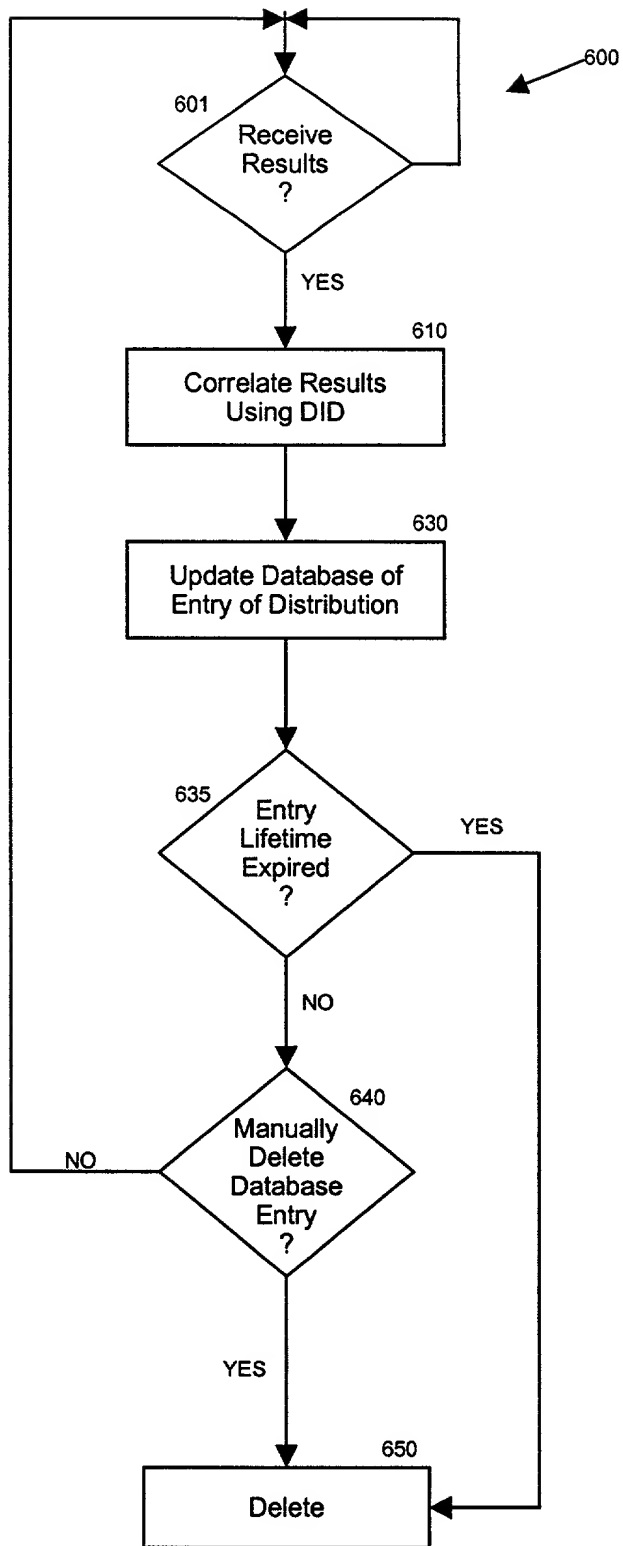 600
601
Receive
Results
?
YES
610
Correlate Results
Using DID
630
Update Database of
Entry of Distribution
635
Entry
Lifetime
Expired
?
YES
NO
640
Manually
Delete
Database
Entry
?
NO
YES
650
Delete